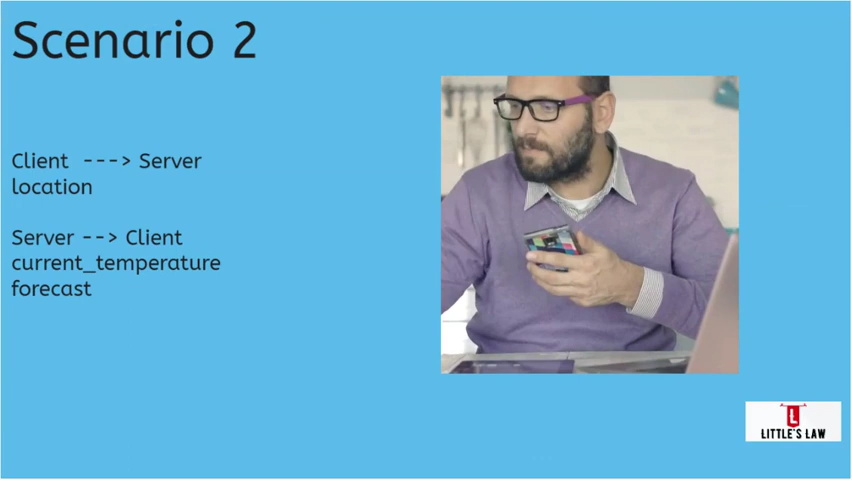 Scenario 2
Client ---> Server
location
Server --> Client
current_temperature
forecast
L
LITTLE'S LAW